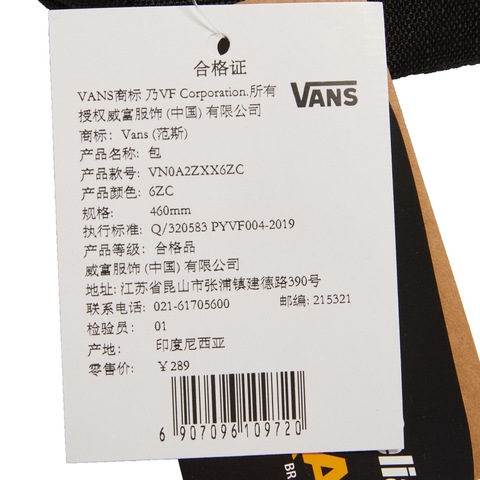 合格证
VANS商标 乃VF Corporation.所有
授权威富服饰 (中国) 有限公司
VANS
商标： Vans (范斯)
产品名称： 包
产品款号： VN0A2ZXX6ZC
产品颜色： 6ZC
规格： 460mm
执行标准： Q/320583 PYVF004-2019
产品等级： 合格品
威富服饰 (中国) 有限公司
地址: 江苏省昆山市张浦镇建德路390号
联系电话: 021-61705600 邮编: 215321
检验员： 01
产地： 印度尼西亚
零售价: ￥289
6 907096 109720
BR